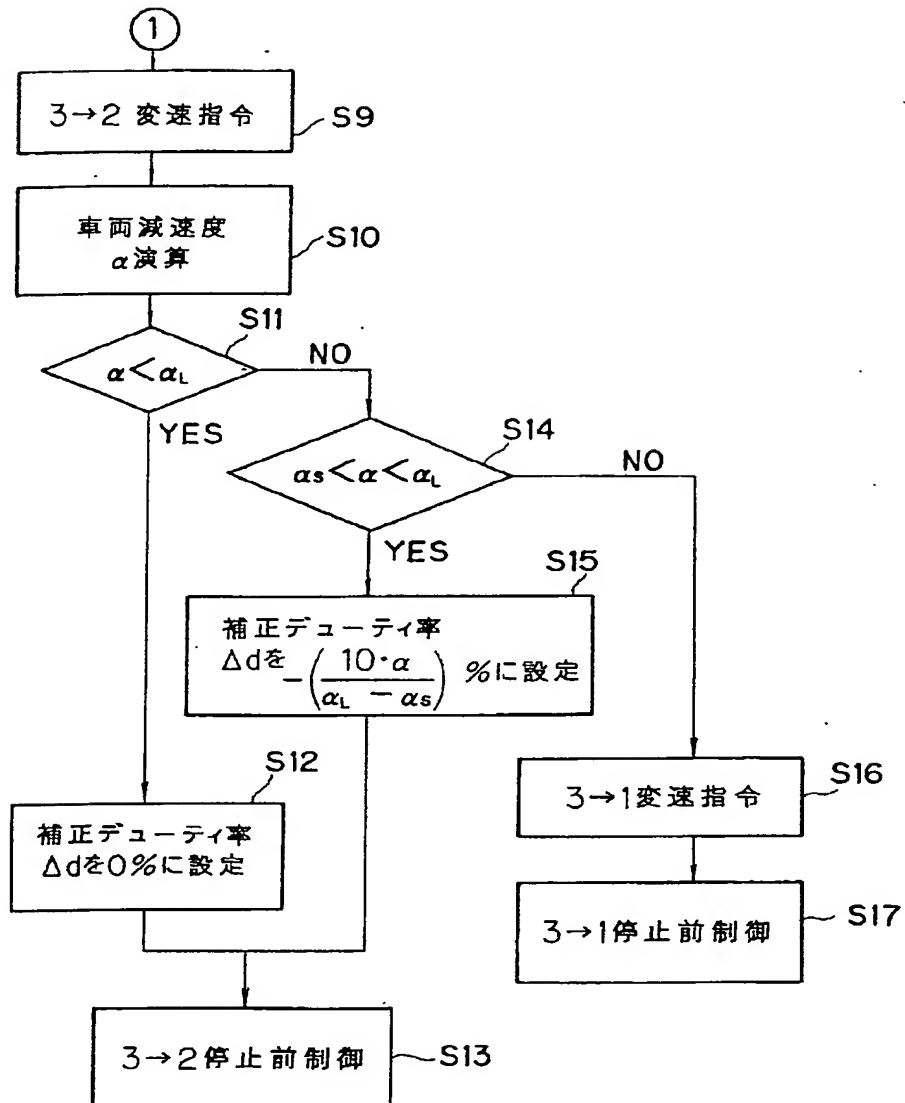 1
3→2 変速指令
S9
車両減速度
α演算
S10
S11
α<αL
NO
YES
S14
αs<α<αL
NO
YES
S15
補正デューティ率
Δdを -(10・α / αL - αs) %に設定
S12
補正デューティ率
Δdを0%に設定
3→1変速指令
S16
3→1停止前制御
S17
3→2停止前制御
S13